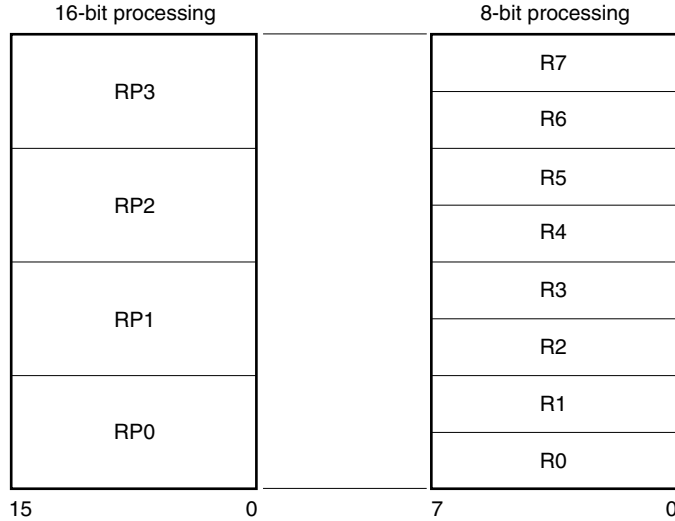 16-bit processing
8-bit processing
RP3
RP2
RP1
RP0
R7
R6
R5
R4
R3
R2
R1
R0
15 0 7 0